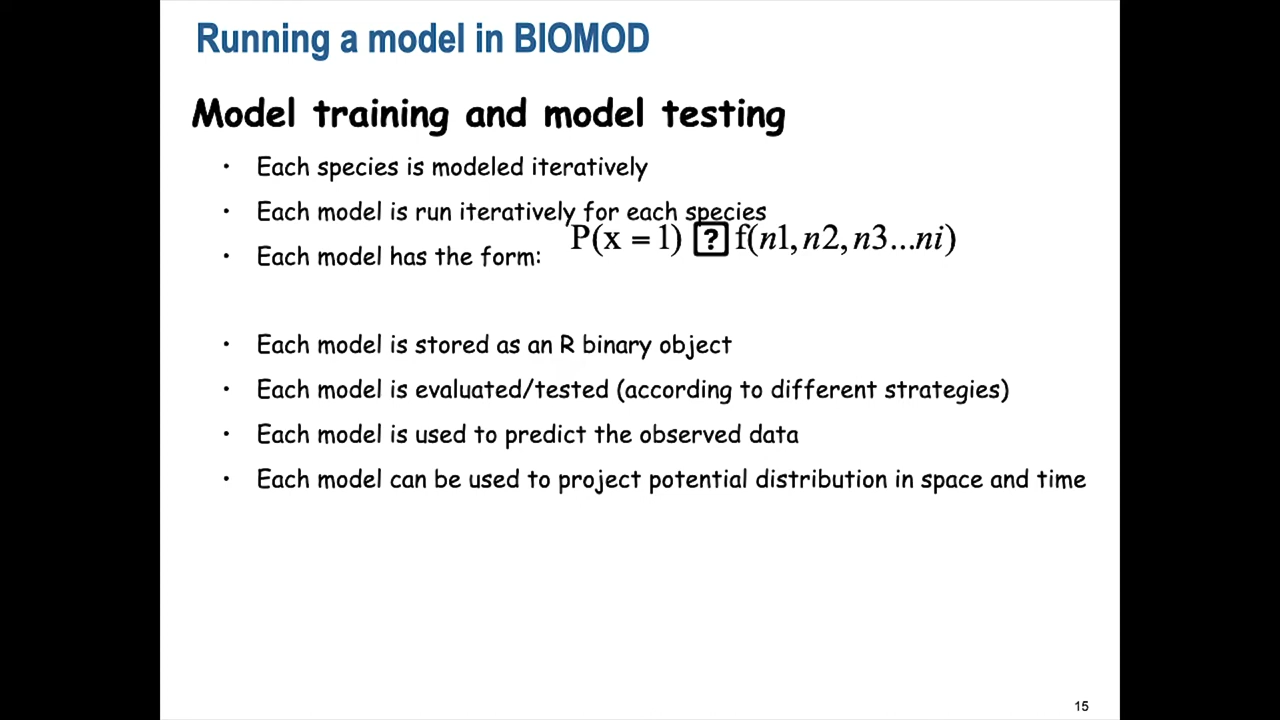 Running a model in BIOMOD
Model training and model testing
• Each species is modeled iteratively
• Each model is run iteratively for each species
• Each model has the form: P(x = 1) ? f(n1, n2, n3...ni)
• Each model is stored as an R binary object
• Each model is evaluated/tested (according to different strategies)
• Each model is used to predict the observed data
• Each model can be used to project potential distribution in space and time
15